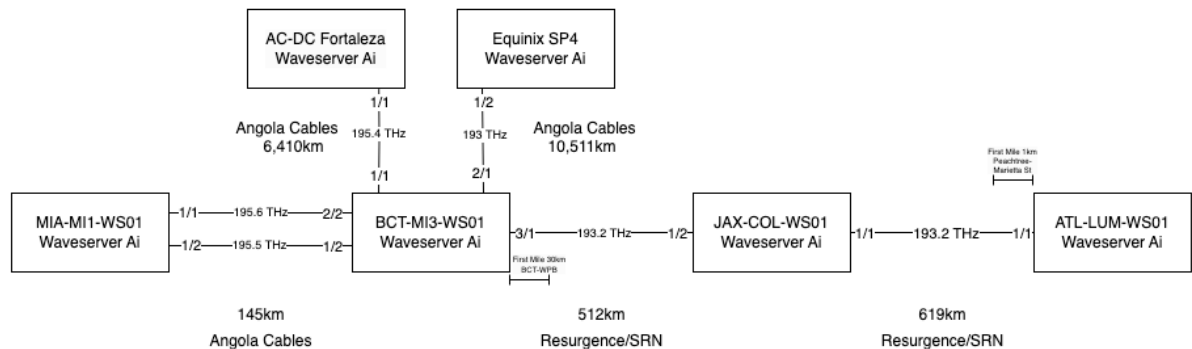 AC-DC Fortaleza
Waveserver Ai
Equinix SP4
Waveserver Ai
1/1
1/2
Angola Cables
6,410km
195.4 THz
193 THz
Angola Cables
10,511km
First Mile 1km
Peachtree-
Marietta St
1/1
2/1
MIA-MI1-WS01
Waveserver Ai
1/1
195.6 THz
2/2
1/2
195.5 THz
1/2
BCT-MI3-WS01
Waveserver Ai
3/1
193.2 THz
1/2
First Mile 30km
BCT-WPB
JAX-COL-WS01
Waveserver Ai
1/1
193.2 THz
1/1
ATL-LUM-WS01
Waveserver Ai
145km
Angola Cables
512km
Resurgence/SRN
619km
Resurgence/SRN